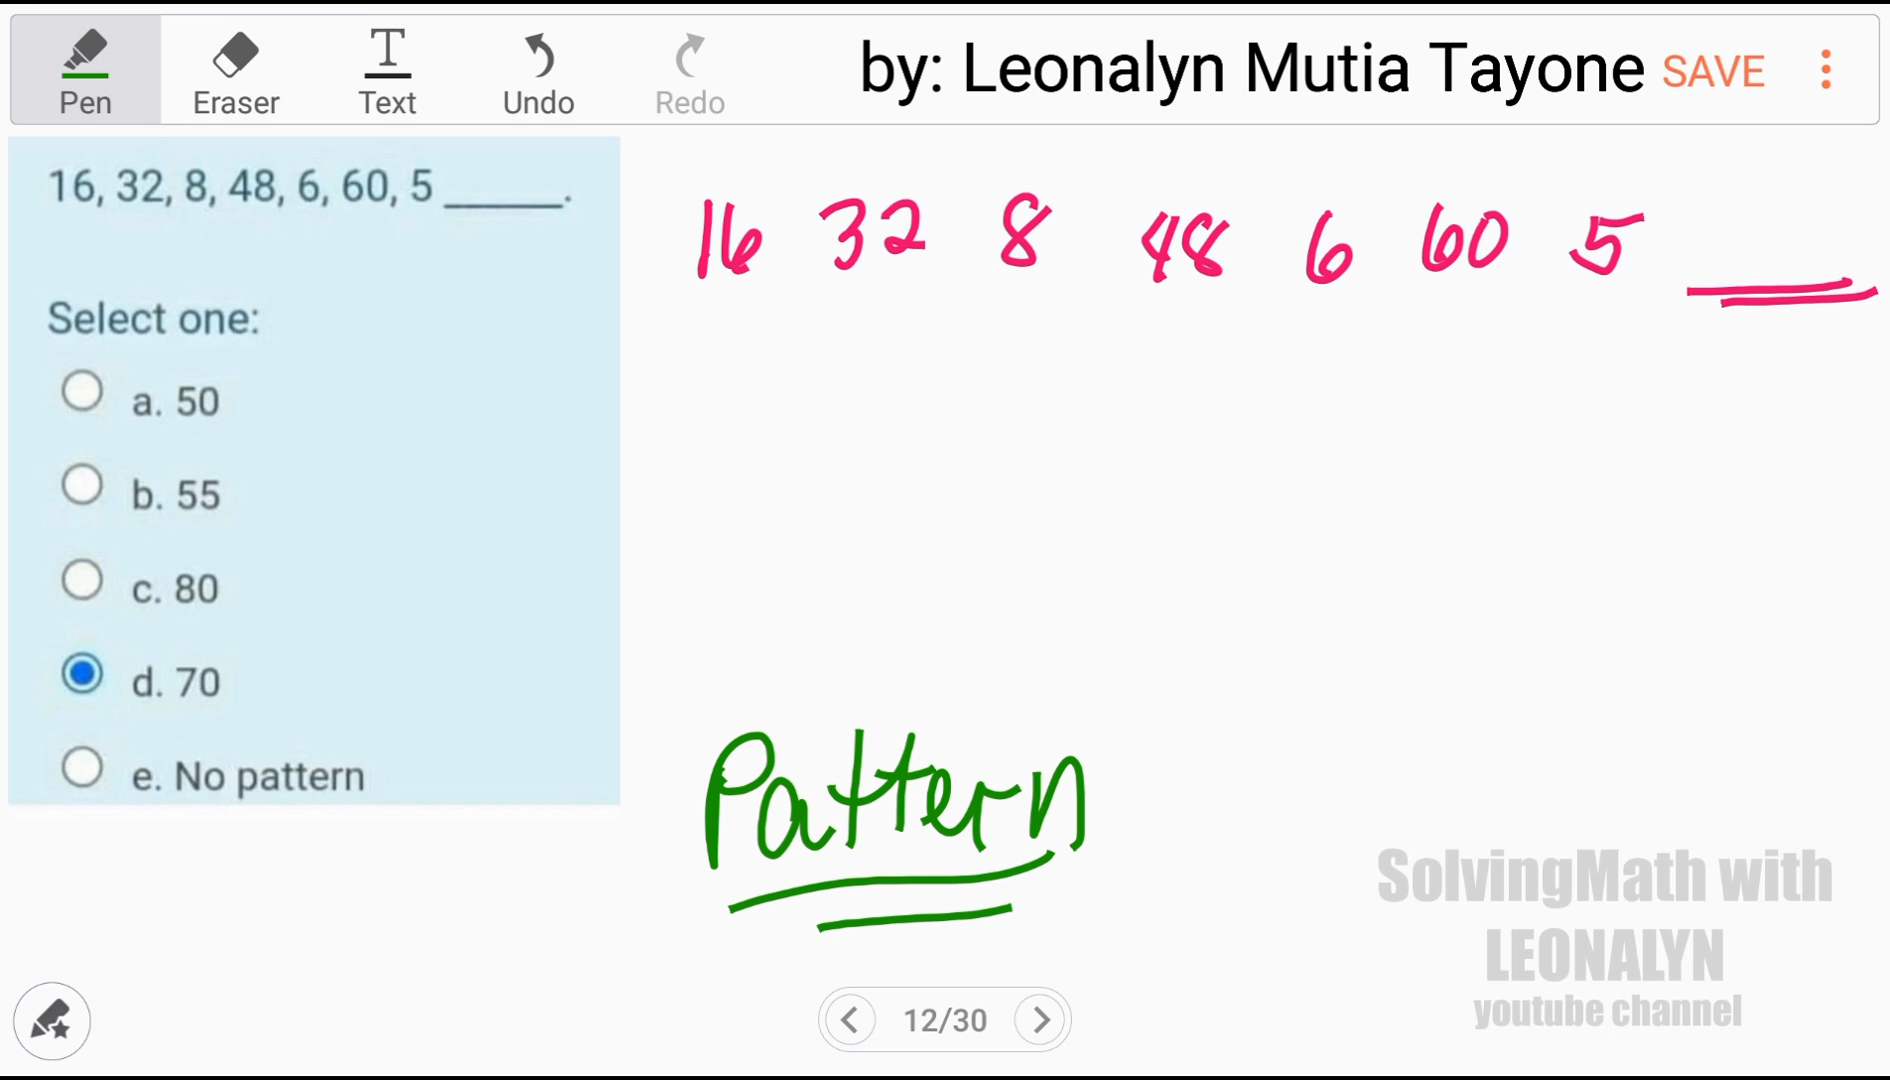 Pen Eraser Text Undo Redo by: Leonalyn Mutia Tayone SAVE
16, 32, 8, 48, 6, 60, 5 ______.
16 32 8 48 6 60 5 ____
Select one:
a. 50
b. 55
c. 80
d. 70
e. No pattern
Pattern
SolvingMath with
LEONALYN
youtube channel
12/30